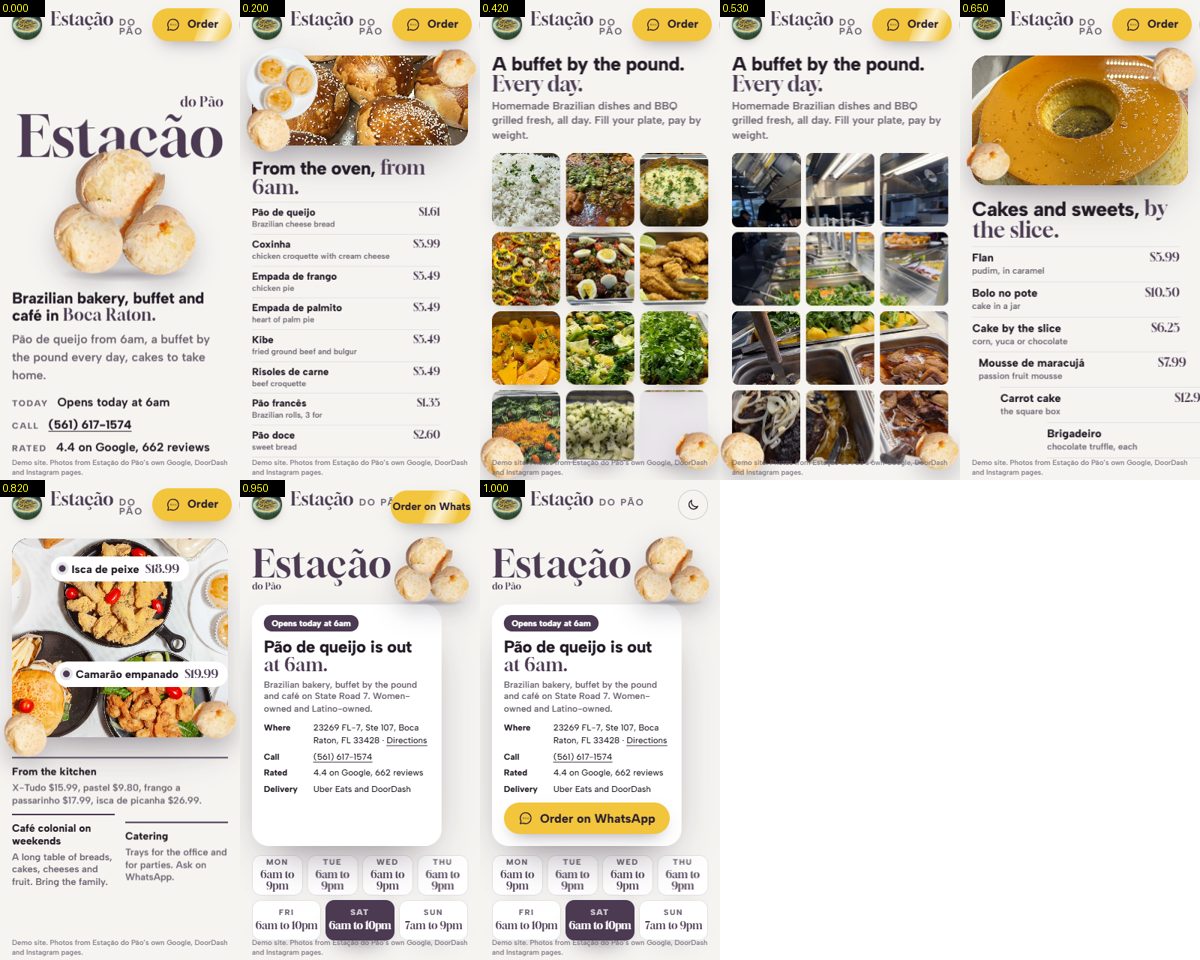 0.000
Estação DO PÃO
Order
do Pão
Estação
Brazilian bakery, buffet and
café in Boca Raton.
Pão de queijo from 6am, a buffet by
the pound every day, cakes to take
home.
TODAY Opens today at 6am
CALL (561) 617-1574
RATED 4.4 on Google, 662 reviews
Demo site. Photos from Estação do Pão's own Google, DoorDash
and Instagram pages.
0.200
Estação DO PÃO
Order
From the oven, from
6am.
Pão de queijo $1.61
Brazilian cheese bread
Coxinha $5.99
chicken croquette with cream cheese
Empada de frango $5.49
chicken pie
Empada de palmito $5.49
heart of palm pie
Kibe $5.49
fried ground beef and bulgur
Risoles de carne $5.49
beef croquette
Pão francês $1.35
Brazilian rolls, 3 for
Pão doce $2.60
sweet bread
Demo site. Photos from Estação do Pão's own Google, DoorDash
and Instagram pages.
0.420
Estação DO PÃO
Order
A buffet by the pound.
Every day.
Homemade Brazilian dishes and BBQ
grilled fresh, all day. Fill your plate, pay by
weight.
Demo site. Photos from Estação do Pão's own Google, DoorDash
and Instagram pages.
0.530
Estação DO PÃO
Order
A buffet by the pound.
Every day.
Homemade Brazilian dishes and BBQ
grilled fresh, all day. Fill your plate, pay by
weight.
Demo site. Photos from Estação do Pão's own Google, DoorDash
and Instagram pages.
0.650
Estação DO PÃO
Order
Cakes and sweets, by
the slice.
Flan $5.99
pudim, in caramel
Bolo no pote $10.50
cake in a jar
Cake by the slice $6.25
corn, yuca or chocolate
Mousse de maracujá $7.99
passion fruit mousse
Carrot cake $12.9
the square box
Brigadeiro
chocolate truffle, each
Demo site. Photos from Estação do Pão's own Google, DoorDash
and Instagram pages.
0.820
Estação DO PÃO
Order
Isca de peixe $18.99
Camarão empanado $19.99
From the kitchen
X-Tudo $15.99, pastel $9.80, frango a
passarinho $17.99, isca de picanha $26.99.
Café colonial on
weekends
A long table of breads,
cakes, cheeses and
fruit. Bring the family.
Catering
Trays for the office and
for parties. Ask on
WhatsApp.
Demo site. Photos from Estação do Pão's own Google, DoorDash
and Instagram pages.
0.950
Estação DO PÃ
Order on Whats
Estação
do Pão
Opens today at 6am
Pão de queijo is out
at 6am.
Brazilian bakery, buffet by the pound
and café on State Road 7. Women-
owned and Latino-owned.
Where 23269 FL-7, Ste 107, Boca
Raton, FL 33428 · Directions
Call (561) 617-1574
Rated 4.4 on Google, 662 reviews
Delivery Uber Eats and DoorDash
MON TUE WED THU
6am to 9pm 6am to 9pm 6am to 9pm 6am to 9pm
FRI SAT SUN
6am to 10pm 6am to 10pm 7am to 9pm
Demo site. Photos from Estação do Pão's own Google, DoorDash
and Instagram pages.
1.000
Estação DO PÃO
Estação
do Pão
Opens today at 6am
Pão de queijo is out
at 6am.
Brazilian bakery, buffet by the pound
and café on State Road 7. Women-
owned and Latino-owned.
Where 23269 FL-7, Ste 107, Boca
Raton, FL 33428 · Directions
Call (561) 617-1574
Rated 4.4 on Google, 662 reviews
Delivery Uber Eats and DoorDash
Order on WhatsApp
MON TUE WED THU
6am to 9pm 6am to 9pm 6am to 9pm 6am to 9pm
FRI SAT SUN
6am to 10pm 6am to 10pm 7am to 9pm
Demo site. Photos from Estação do Pão's own Google, DoorDash
and Instagram pages.